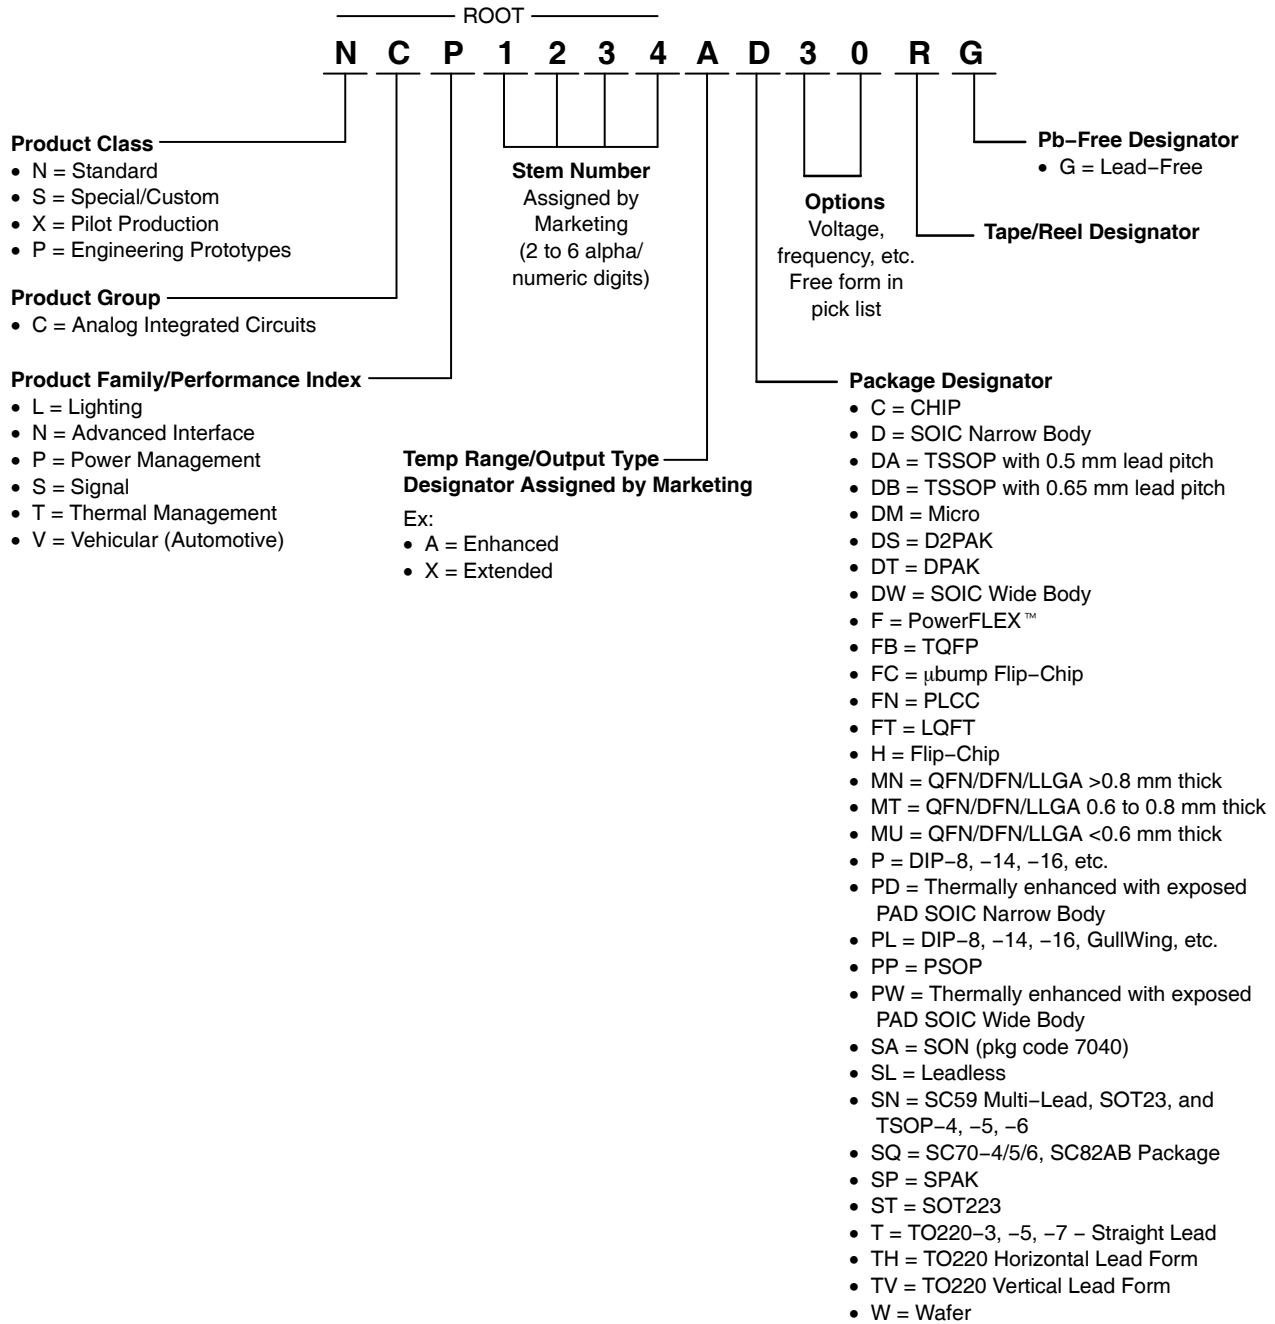 ROOT
N C P 1 2 3 4 A D 3 0 R G
Product Class
• N = Standard
• S = Special/Custom
• X = Pilot Production
• P = Engineering Prototypes
Product Group
• C = Analog Integrated Circuits
Product Family/Performance Index
• L = Lighting
• N = Advanced Interface
• P = Power Management
• S = Signal
• T = Thermal Management
• V = Vehicular (Automotive)
Stem Number
Assigned by
Marketing
(2 to 6 alpha/
numeric digits)
Temp Range/Output Type
Designator Assigned by Marketing
Ex:
• A = Enhanced
• X = Extended
Options
Voltage,
frequency, etc.
Free form in
pick list
Pb−Free Designator
• G = Lead−Free
Tape/Reel Designator
Package Designator
• C = CHIP
• D = SOIC Narrow Body
• DA = TSSOP with 0.5 mm lead pitch
• DB = TSSOP with 0.65 mm lead pitch
• DM = Micro
• DS = D2PAK
• DT = DPAK
• DW = SOIC Wide Body
• F = PowerFLEX™
• FB = TQFP
• FC = μbump Flip−Chip
• FN = PLCC
• FT = LQFT
• H = Flip−Chip
• MN = QFN/DFN/LLGA >0.8 mm thick
• MT = QFN/DFN/LLGA 0.6 to 0.8 mm thick
• MU = QFN/DFN/LLGA <0.6 mm thick
• P = DIP−8, −14, −16, etc.
• PD = Thermally enhanced with exposed
PAD SOIC Narrow Body
• PL = DIP−8, −14, −16, GullWing, etc.
• PP = PSOP
• PW = Thermally enhanced with exposed
PAD SOIC Wide Body
• SA = SON (pkg code 7040)
• SL = Leadless
• SN = SC59 Multi−Lead, SOT23, and
TSOP−4, −5, −6
• SQ = SC70−4/5/6, SC82AB Package
• SP = SPAK
• ST = SOT223
• T = TO220−3, −5, −7 − Straight Lead
• TH = TO220 Horizontal Lead Form
• TV = TO220 Vertical Lead Form
• W = Wafer